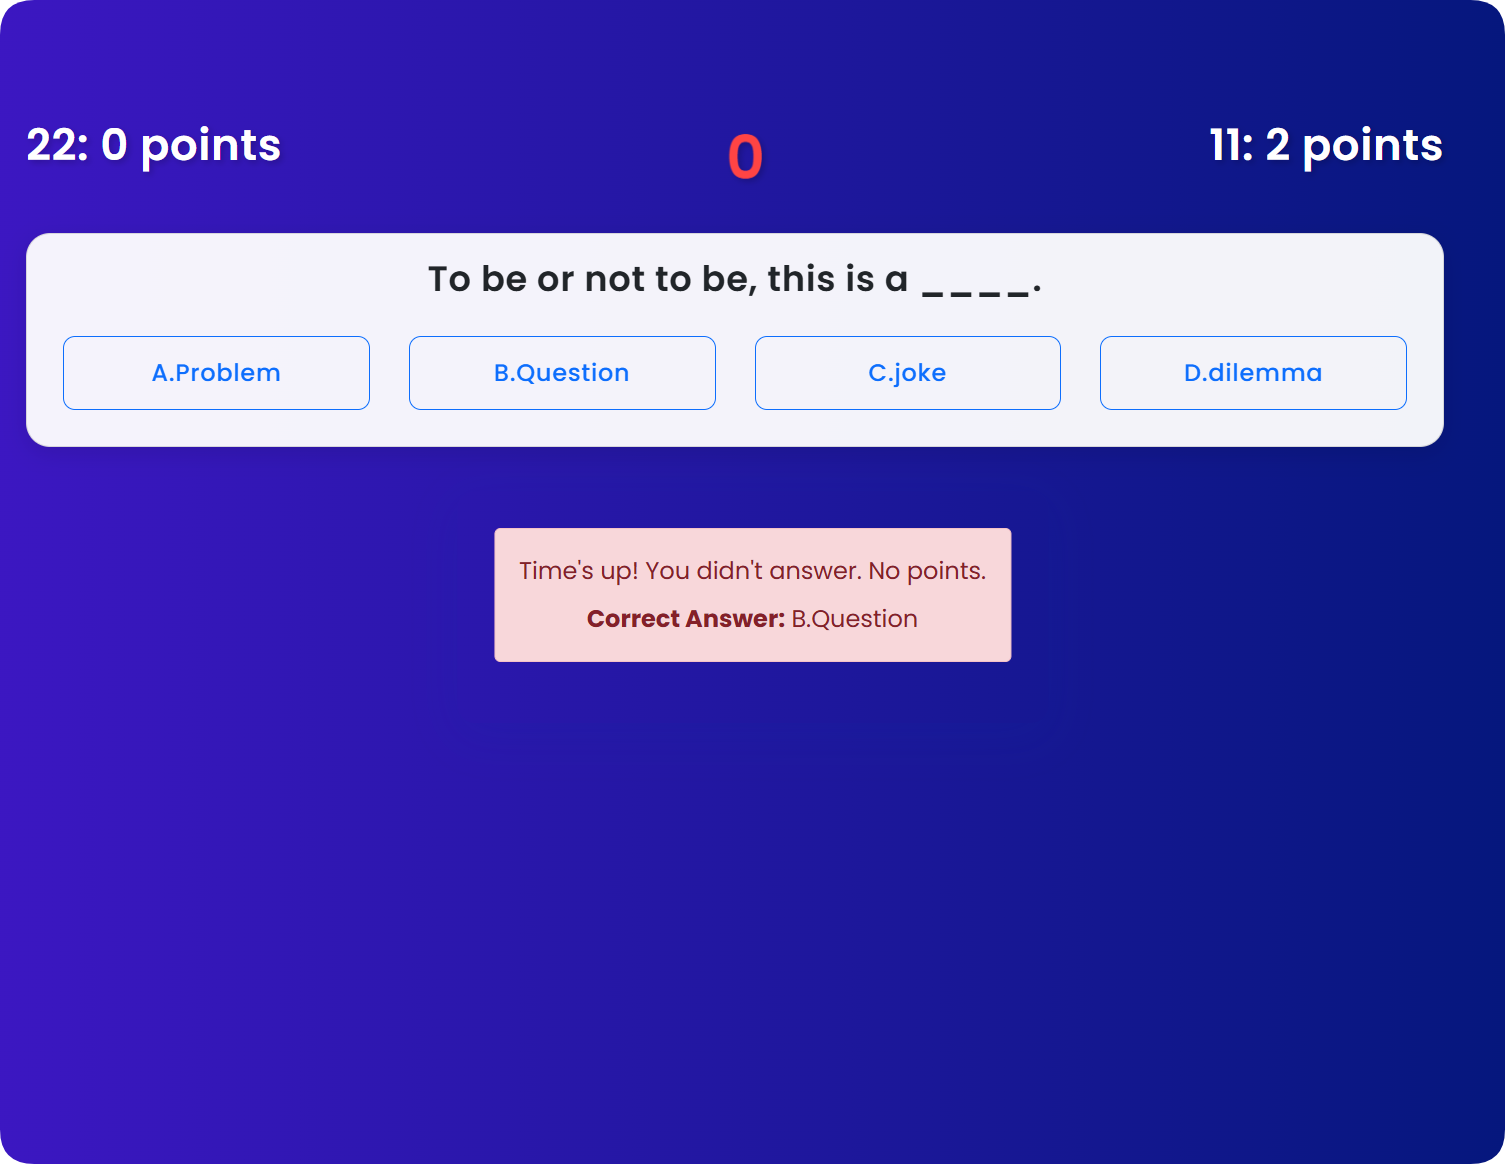 22: 0 points
0
11: 2 points
To be or not to be, this is a ____.
A.Problem
B.Question
C.joke
D.dilemma
Time's up! You didn't answer. No points.
Correct Answer: B.Question